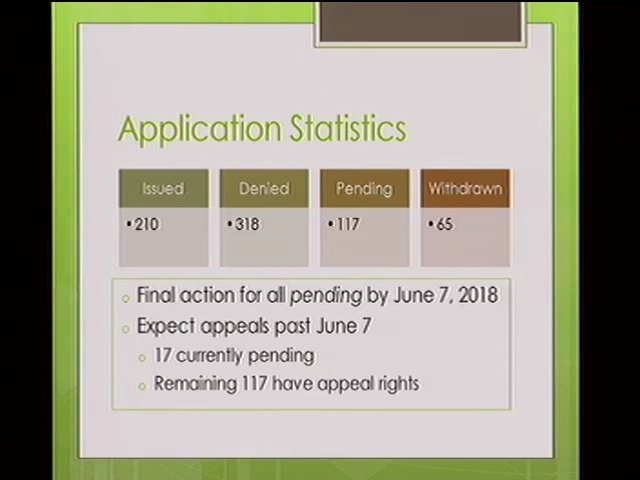 Application Statistics
Issued Denied Pending Withdrawn
•210 •318 •117 •65
Final action for all pending by June 7, 2018
Expect appeals past June 7
17 currently pending
Remaining 117 have appeal rights